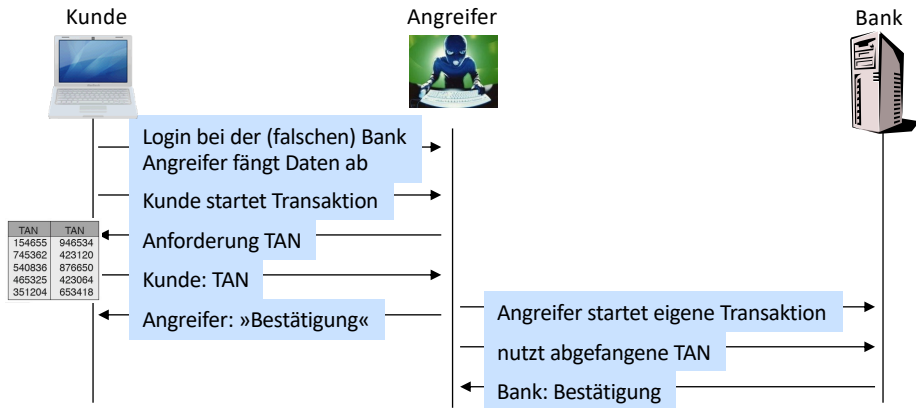 Kunde
Angreifer
Bank
Login bei der (falschen) Bank
Angreifer fängt Daten ab
Kunde startet Transaktion
Anforderung TAN
TAN TAN
154655 946534
745362 423120
540836 876650
465325 423064
351204 653418
Kunde: TAN
Angreifer: »Bestätigung«
Angreifer startet eigene Transaktion
nutzt abgefangene TAN
Bank: Bestätigung